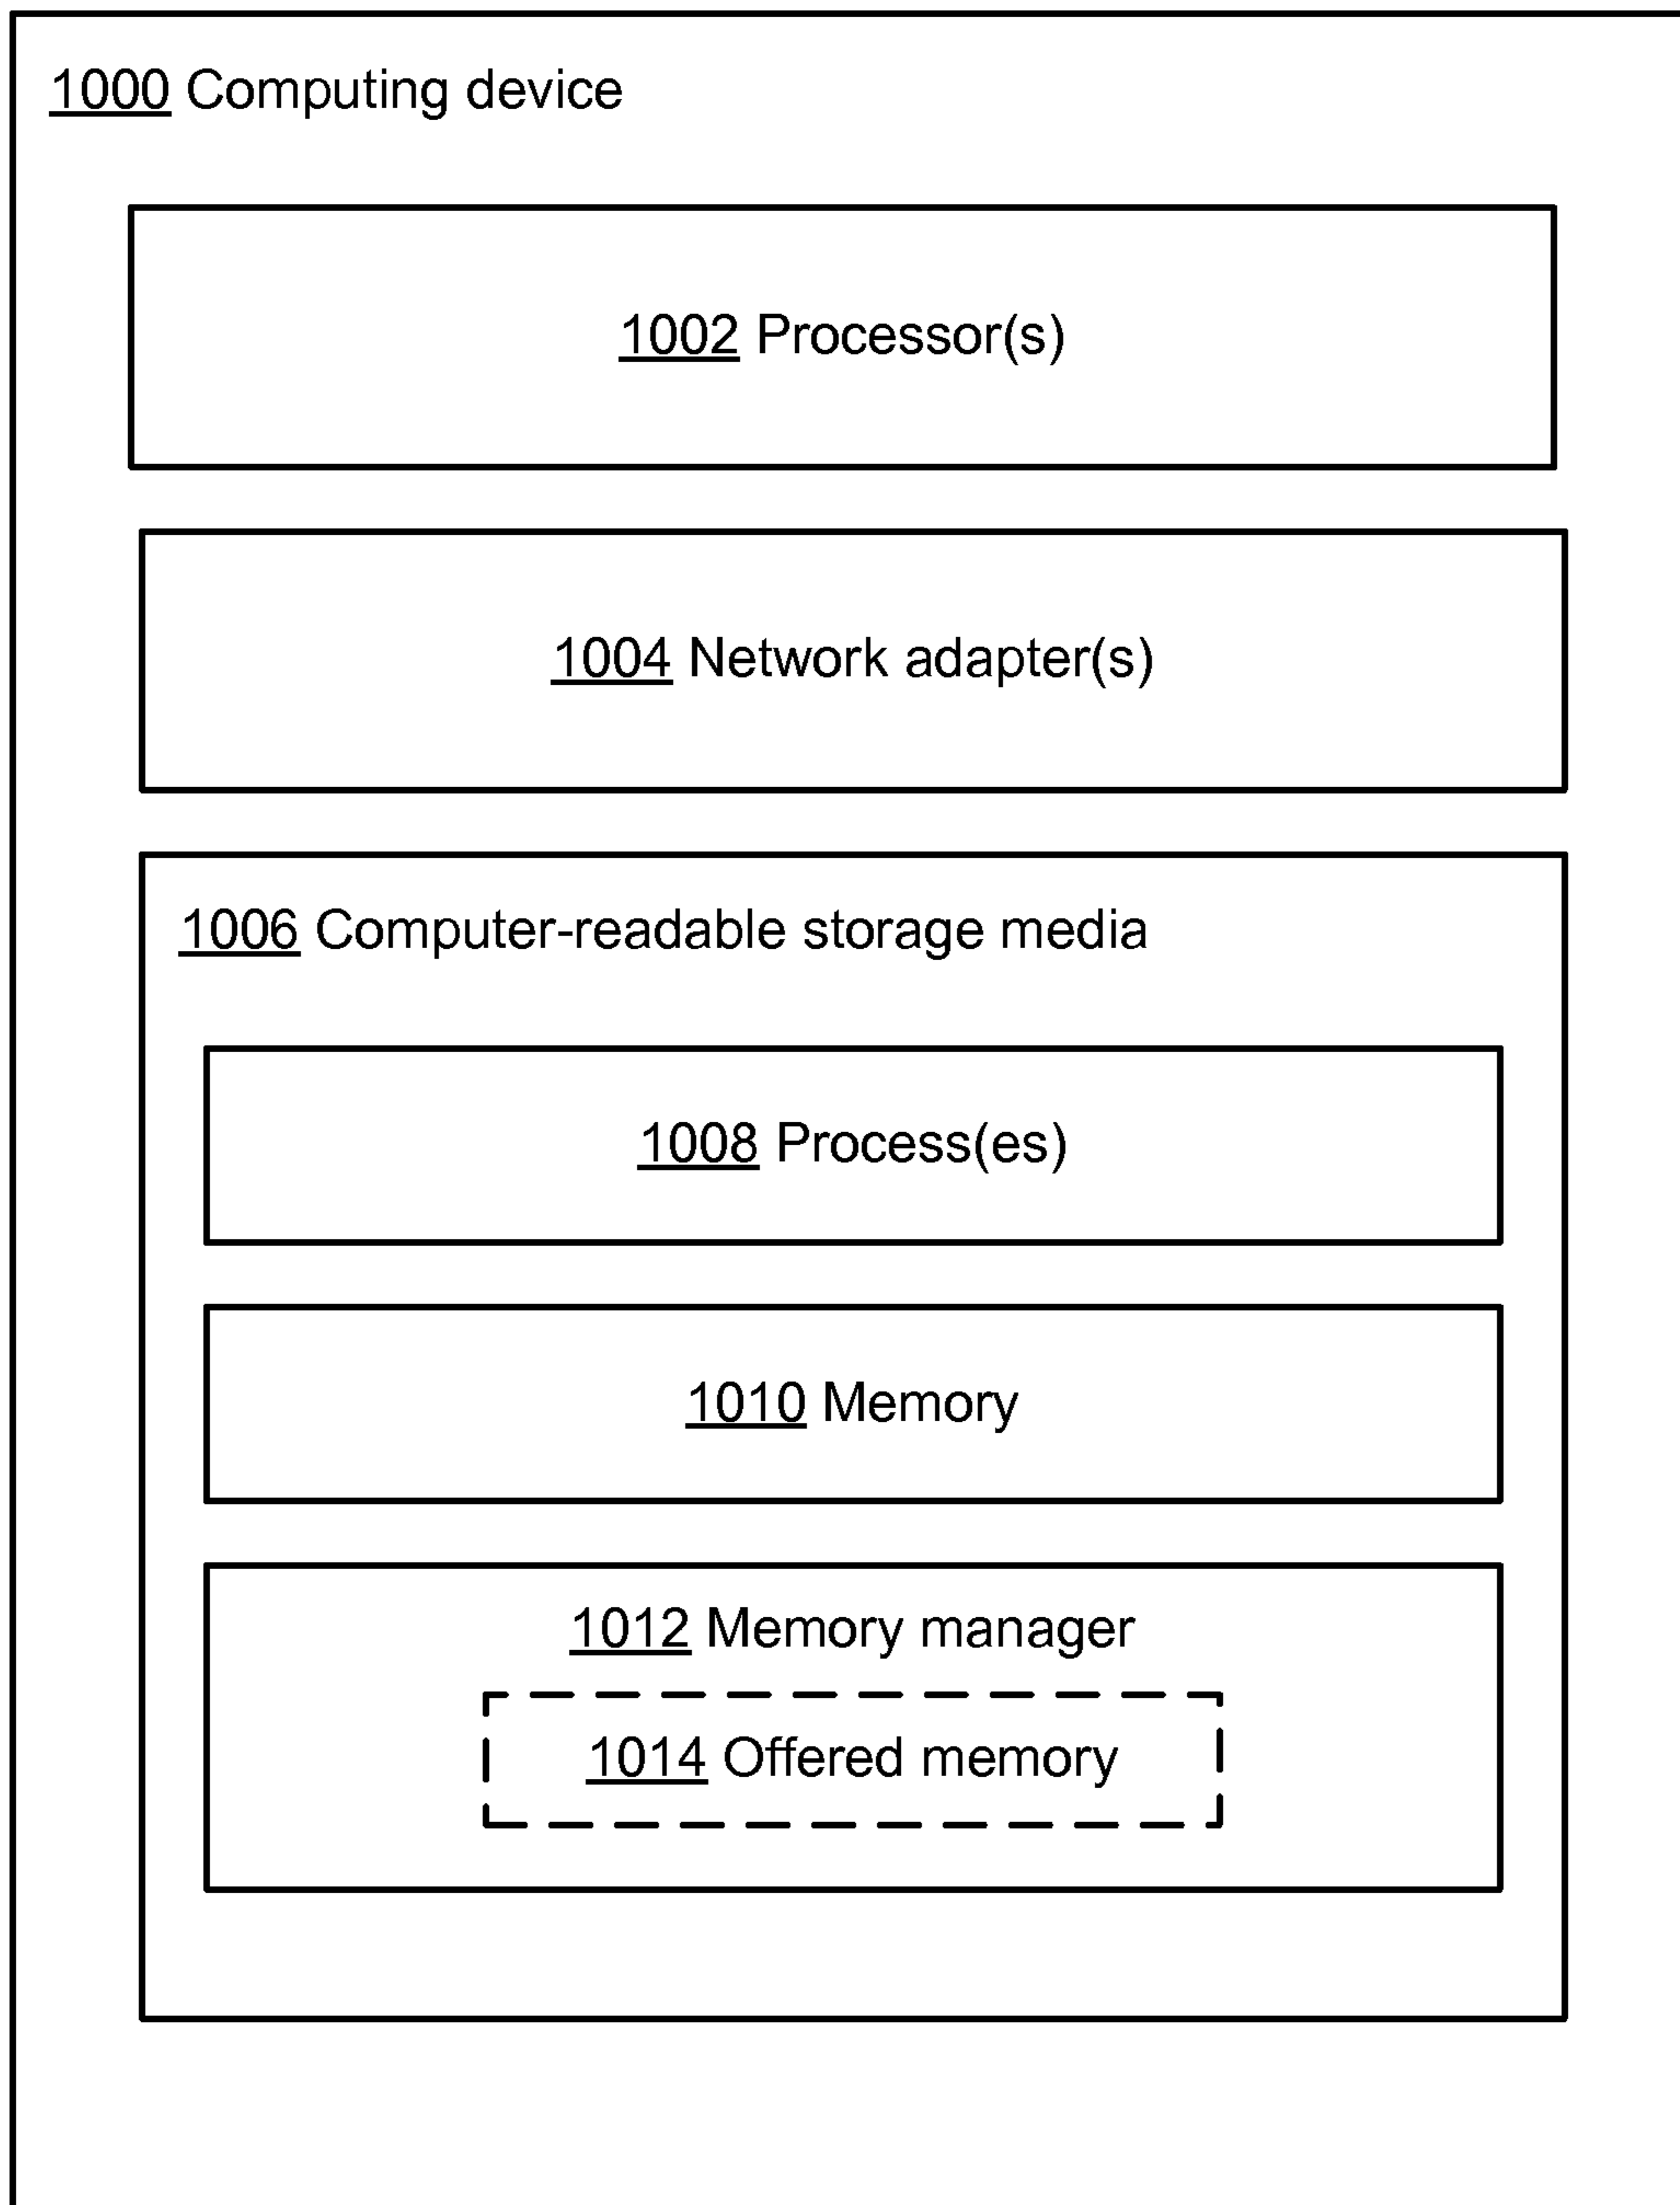 1000 Computing device
1002 Processor(s)
1004 Network adapter(s)
1006 Computer-readable storage media
1008 Process(es)
1010 Memory
1012 Memory manager
1014 Offered memory